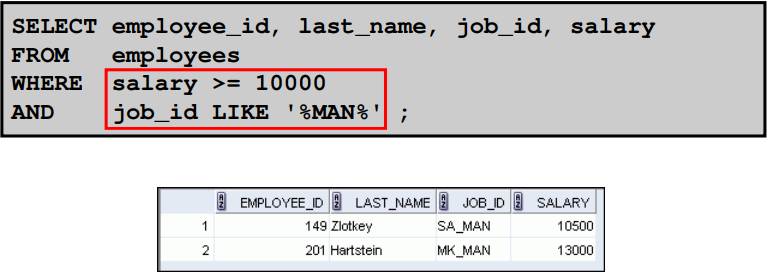 SELECT employee_id, last_name, job_id, salary
FROM employees
WHERE salary >= 10000
AND job_id LIKE '%MAN%' ;
EMPLOYEE_ID LAST_NAME JOB_ID SALARY
1 149 Zlotkey SA_MAN 10500
2 201 Hartstein MK_MAN 13000